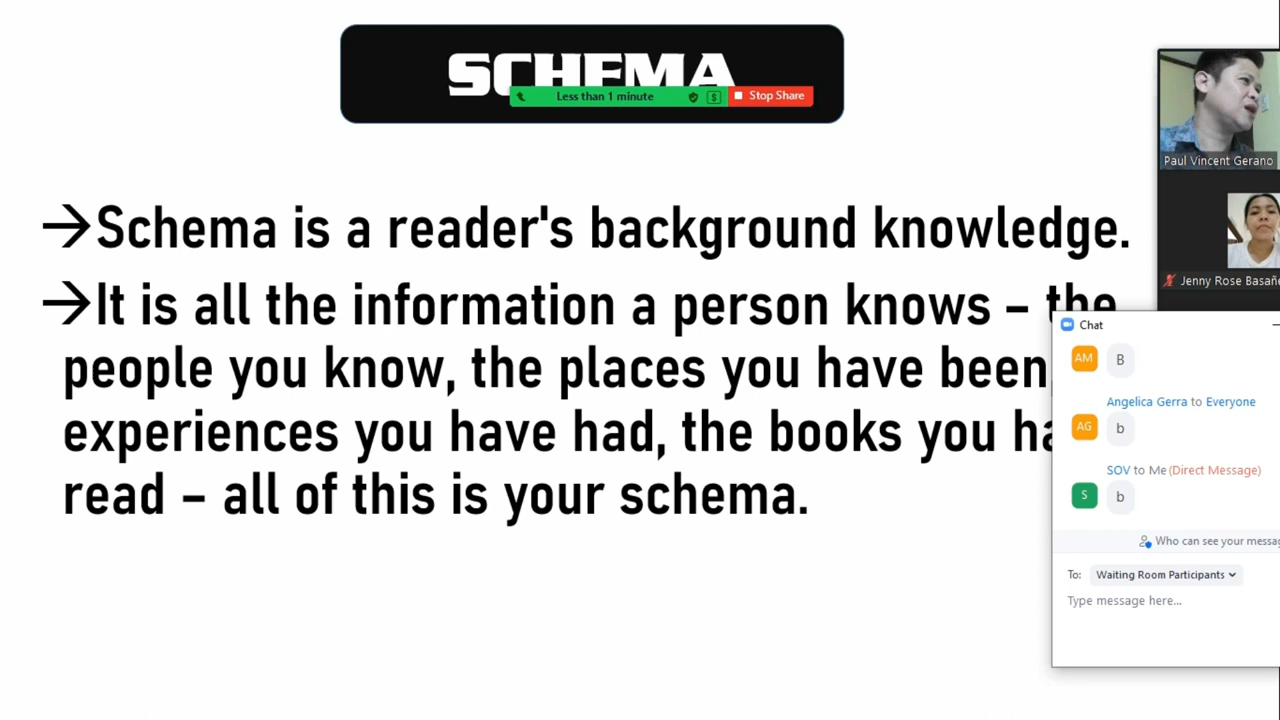 SCHEMA
Less than 1 minute
Stop Share
→Schema is a reader's background knowledge.
→It is all the information a person knows – the
people you know, the places you have been,
experiences you have had, the books you
read – all of this is your schema.
Paul Vincent Gerano
Jenny Rose
Chat
AM
B
Angelica Gerra to Everyone
AG
b
SOV to Me (Direct Message)
S
b
Who can see your
To:
Waiting Room Participants
Type message here...